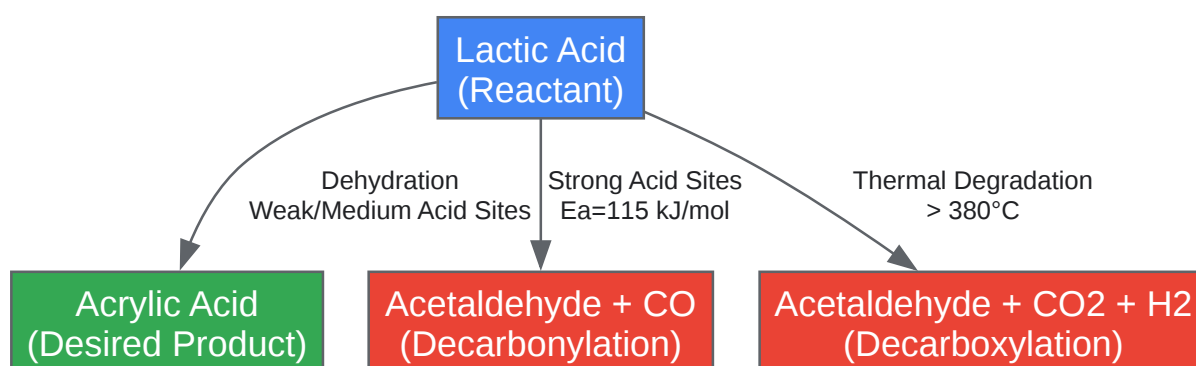 Lactic Acid
(Reactant)
Dehydration
Weak/Medium Acid Sites
Strong Acid Sites
Ea=115 kJ/mol
Thermal Degradation
> 380°C
Acrylic Acid
(Desired Product)
Acetaldehyde + CO
(Decarbonylation)
Acetaldehyde + CO2 + H2
(Decarboxylation)